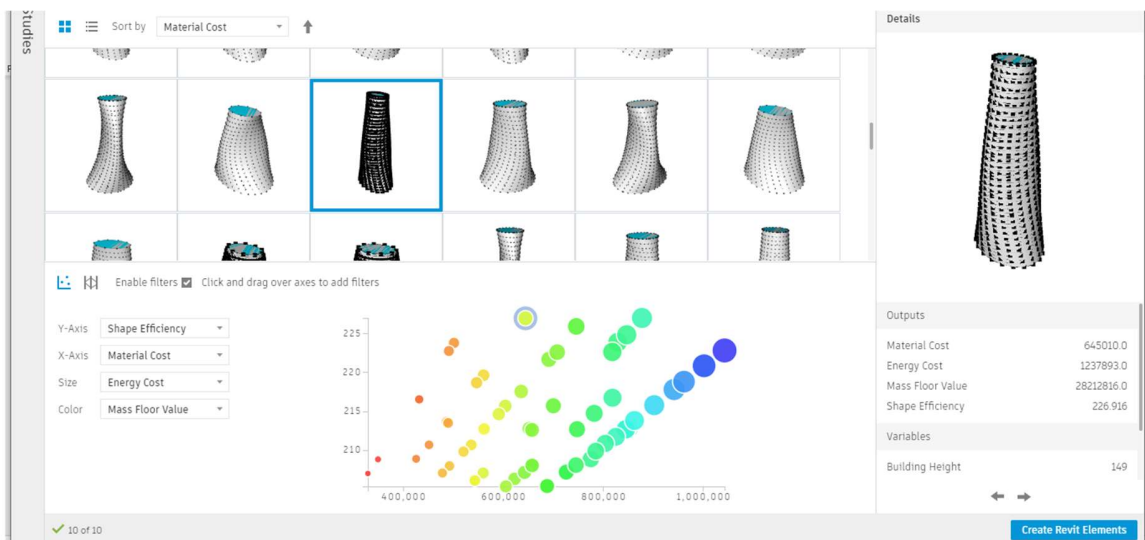 Studies
Sort by Material Cost
Enable filters Click and drag over axes to add filters
Y-Axis Shape Efficiency
X-Axis Material Cost
Size Energy Cost
Color Mass Floor Value
225
220
215
210
400,000 600,000 800,000 1,000,000
10 of 10
Details
Outputs
Material Cost 645010.0
Energy Cost 1237893.0
Mass Floor Value 28212816.0
Shape Efficiency 226.916
Variables
Building Height 149
Create Revit Elements